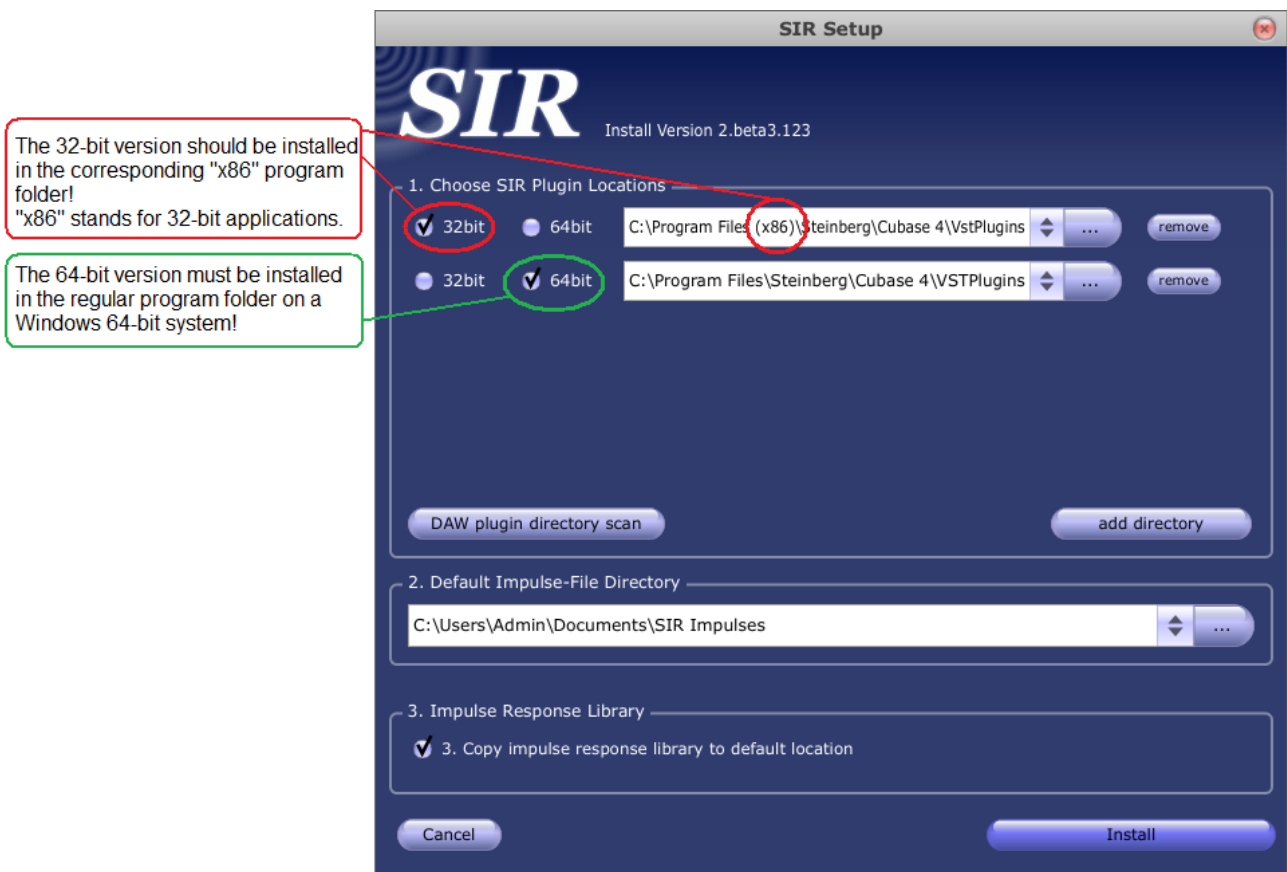 SIR Setup
SIR
Install Version 2.beta3.123
The 32-bit version should be installed
in the corresponding "x86" program
folder!
"x86" stands for 32-bit applications.
The 64-bit version must be installed
in the regular program folder on a
Windows 64-bit system!
1. Choose SIR Plugin Locations
32bit 64bit C:\Program Files (x86)\Steinberg\Cubase 4\VstPlugins ... remove
32bit 64bit C:\Program Files\Steinberg\Cubase 4\VSTPlugins ... remove
DAW plugin directory scan add directory
2. Default Impulse-File Directory
C:\Users\Admin\Documents\SIR Impulses ...
3. Impulse Response Library
3. Copy impulse response library to default location
Cancel Install